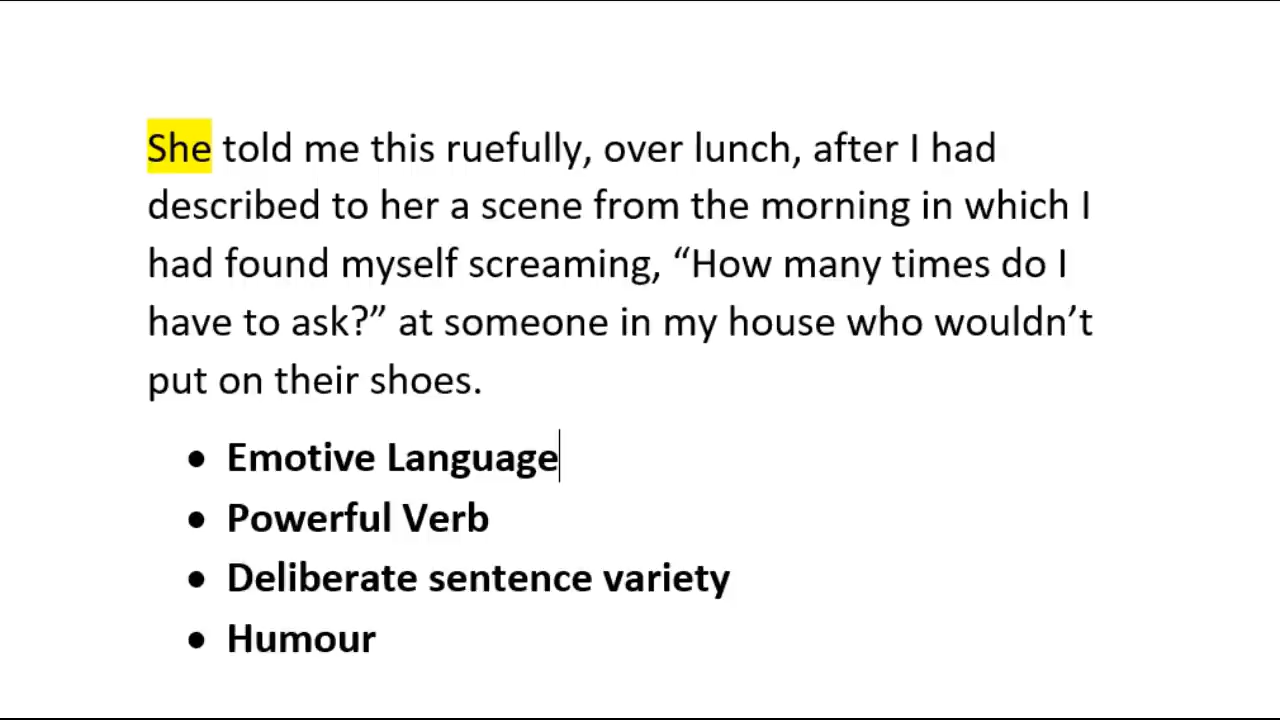 She told me this ruefully, over lunch, after I had
described to her a scene from the morning in which I
had found myself screaming, “How many times do I
have to ask?” at someone in my house who wouldn’t
put on their shoes.
• Emotive Language
• Powerful Verb
• Deliberate sentence variety
• Humour